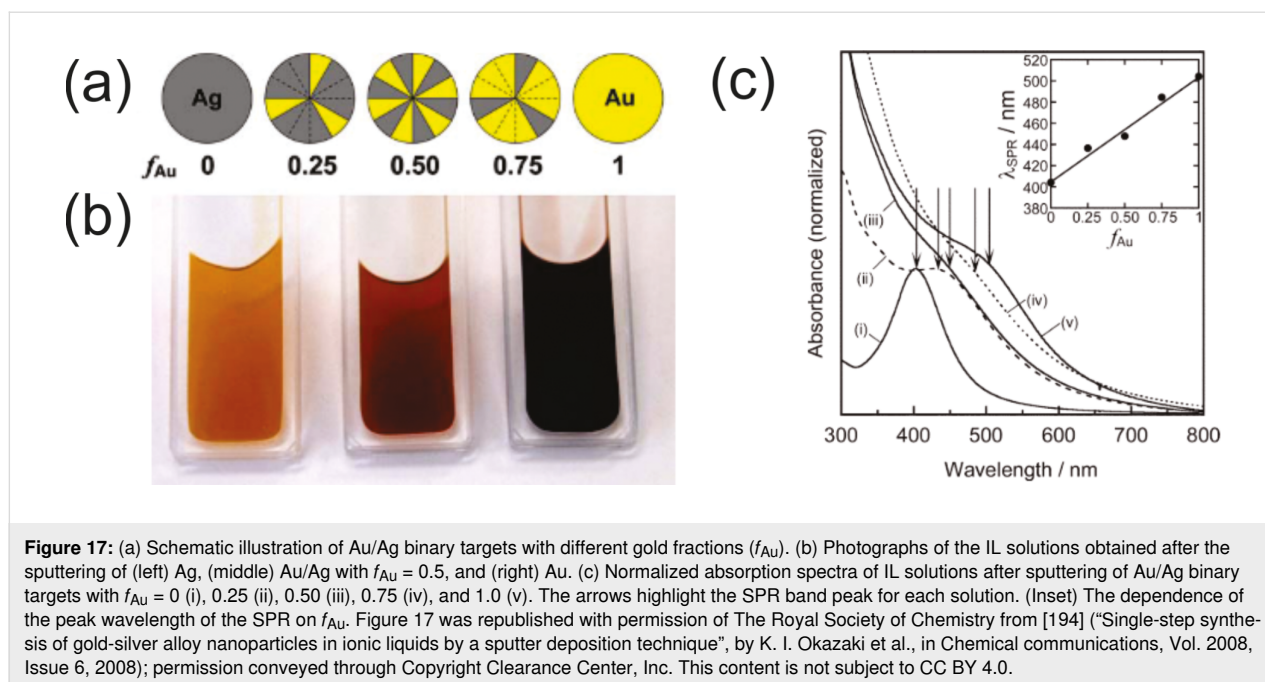 (a)
Ag
Au
fAu 0 0.25 0.50 0.75 1
(b)
(c)
Absorbance (normalized)
(i)
(ii)
(iii)
(iv)
(v)
300 400 500 600 700 800
Wavelength / nm
λSPR / nm
520
500
480
460
440
420
400
380
0 0.25 0.50 0.75 1
fAu
Figure 17: (a) Schematic illustration of Au/Ag binary targets with different gold fractions (fAu). (b) Photographs of the IL solutions obtained after the
sputtering of (left) Ag, (middle) Au/Ag with fAu = 0.5, and (right) Au. (c) Normalized absorption spectra of IL solutions after sputtering of Au/Ag binary
targets with fAu = 0 (i), 0.25 (ii), 0.50 (iii), 0.75 (iv), and 1.0 (v). The arrows highlight the SPR band peak for each solution. (Inset) The dependence of
the peak wavelength of the SPR on fAu. Figure 17 was republished with permission of The Royal Society of Chemistry from [194] (“Single-step synthe-
sis of gold-silver alloy nanoparticles in ionic liquids by a sputter deposition technique”, by K. I. Okazaki et al., in Chemical communications, Vol. 2008,
Issue 6, 2008); permission conveyed through Copyright Clearance Center, Inc. This content is not subject to CC BY 4.0.